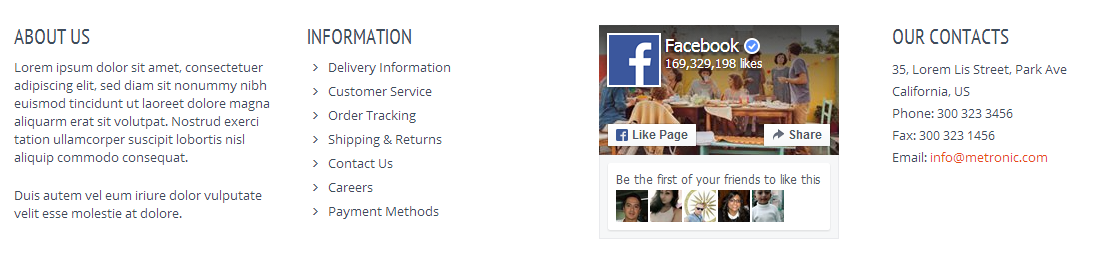 ABOUT US
Lorem ipsum dolor sit amet, consectetuer
adipiscing elit, sed diam sit nonummy nibh
euismod tincidunt ut laoreet dolore magna
aliquarm erat sit volutpat. Nostrud exerci
tation ullamcorper suscipit lobortis nisl
aliquip commodo consequat.
Duis autem vel eum iriure dolor vulputate
velit esse molestie at dolore.
INFORMATION
Delivery Information
Customer Service
Order Tracking
Shipping & Returns
Contact Us
Careers
Payment Methods
f
Facebook
169,329,198 likes
f Like Page
Share
Be the first of your friends to like this
OUR CONTACTS
35, Lorem Lis Street, Park Ave
California, US
Phone: 300 323 3456
Fax: 300 323 1456
Email: info@metronic.com